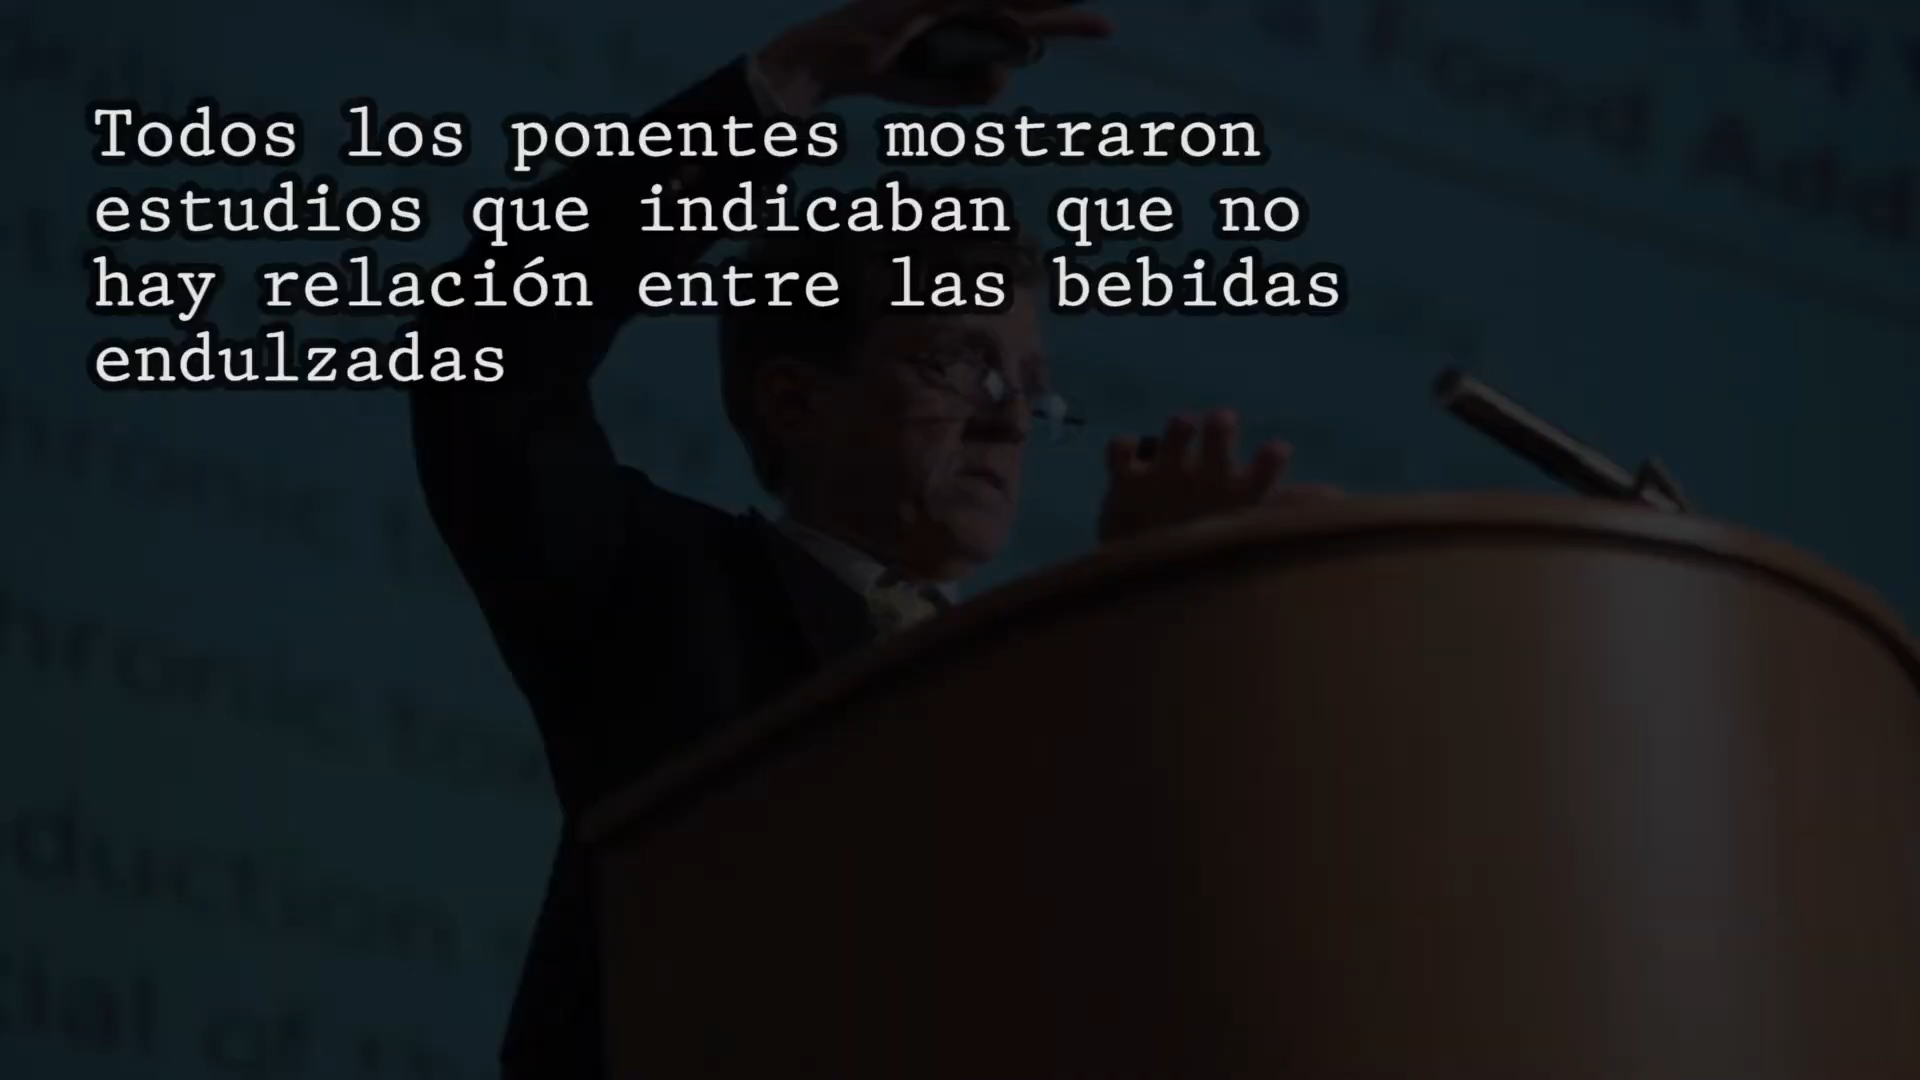 Todos los ponentes mostraron
estudios que indicaban que no
hay relación entre las bebidas
endulzadas